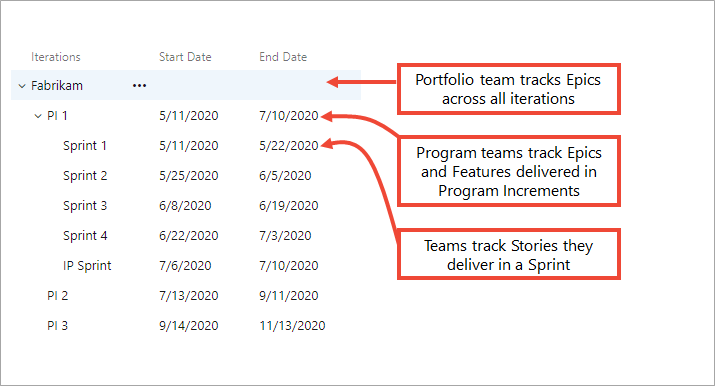 Iterations Start Date End Date
Fabrikam •••
Portfolio team tracks Epics
across all iterations
PI 1 5/11/2020 7/10/2020
Sprint 1 5/11/2020 5/22/2020
Program teams track Epics
and Features delivered in
Program Increments
Sprint 2 5/25/2020 6/5/2020
Sprint 3 6/8/2020 6/19/2020
Sprint 4 6/22/2020 7/3/2020
Teams track Stories they
deliver in a Sprint
IP Sprint 7/6/2020 7/10/2020
PI 2 7/13/2020 9/11/2020
PI 3 9/14/2020 11/13/2020